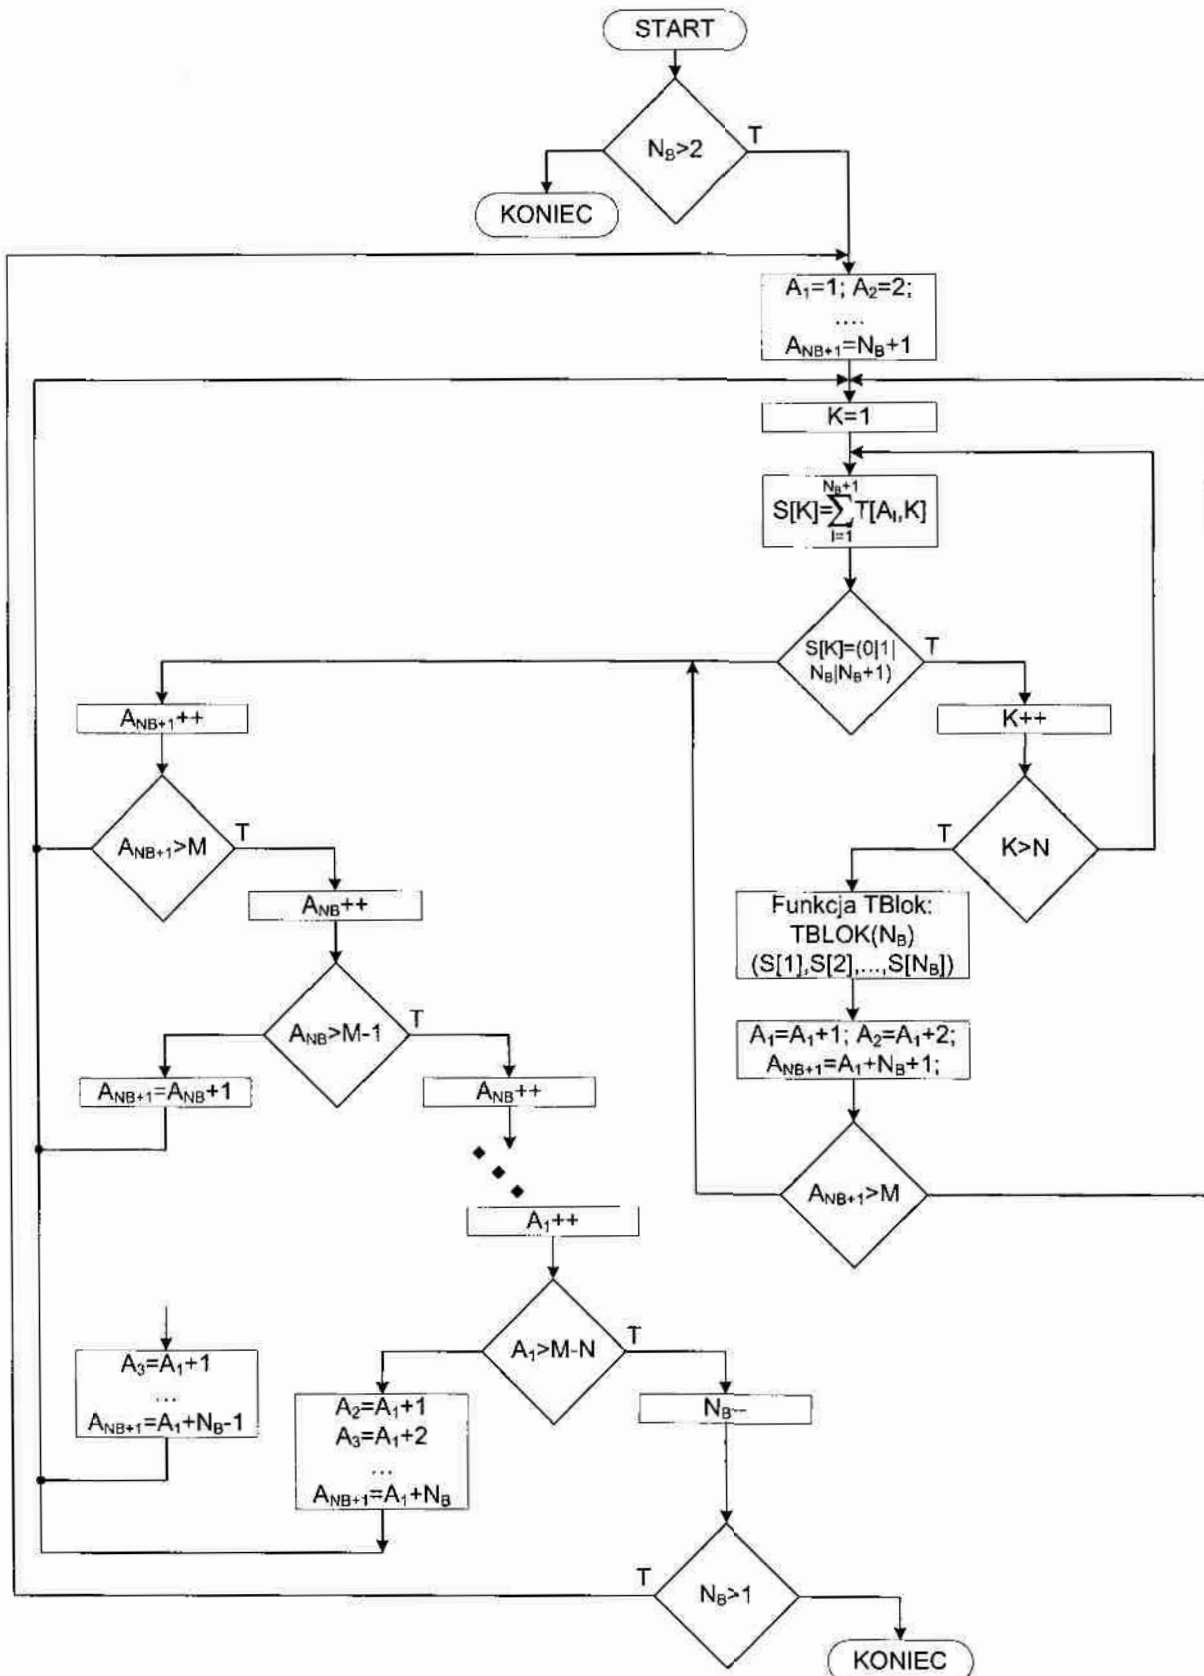 START
N_B>2
T
KONIEC
A_1=1; A_2=2;
....
A_NB+1=N_B+1
K=1
N_B+1
S[K]=∑T[A_I,K]
I=1
S[K]=(0|1|
N_B|N_B+1)
T
A_NB+1++
K++
A_NB+1>M
T
K>N
T
A_NB++
Funkcja TBlok:
TBLOK(N_B)
(S[1],S[2],...,S[N_B])
A_NB>M-1
T
A_1=A_1+1; A_2=A_1+2;
A_NB+1=A_1+N_B+1;
A_NB+1=A_NB+1
A_NB++
A_NB+1>M
A_1++
A_1>M-N
T
A_3=A_1+1
...
A_NB+1=A_1+N_B-1
A_2=A_1+1
A_3=A_1+2
...
A_NB+1=A_1+N_B
N_B--
N_B>1
T
KONIEC